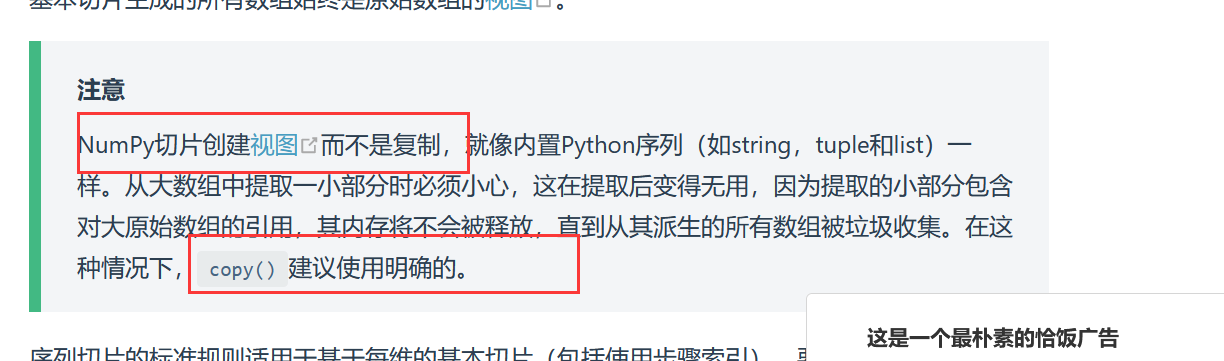 基本切片生成的所有数组始终是原始数组的视图。
注意
NumPy切片创建视图而不是复制，就像内置Python序列（如string，tuple和list）一
样。从大数组中提取一小部分时必须小心，这在提取后变得无用，因为提取的小部分包含
对大原始数组的引用，其内存将不会被释放，直到从其派生的所有数组被垃圾收集。在这
种情况下， copy() 建议使用明确的。
这是一个最朴素的恰饭广告
序列切片的标准规则适用于基于每维的基本切片（包括使用步骤索引）。